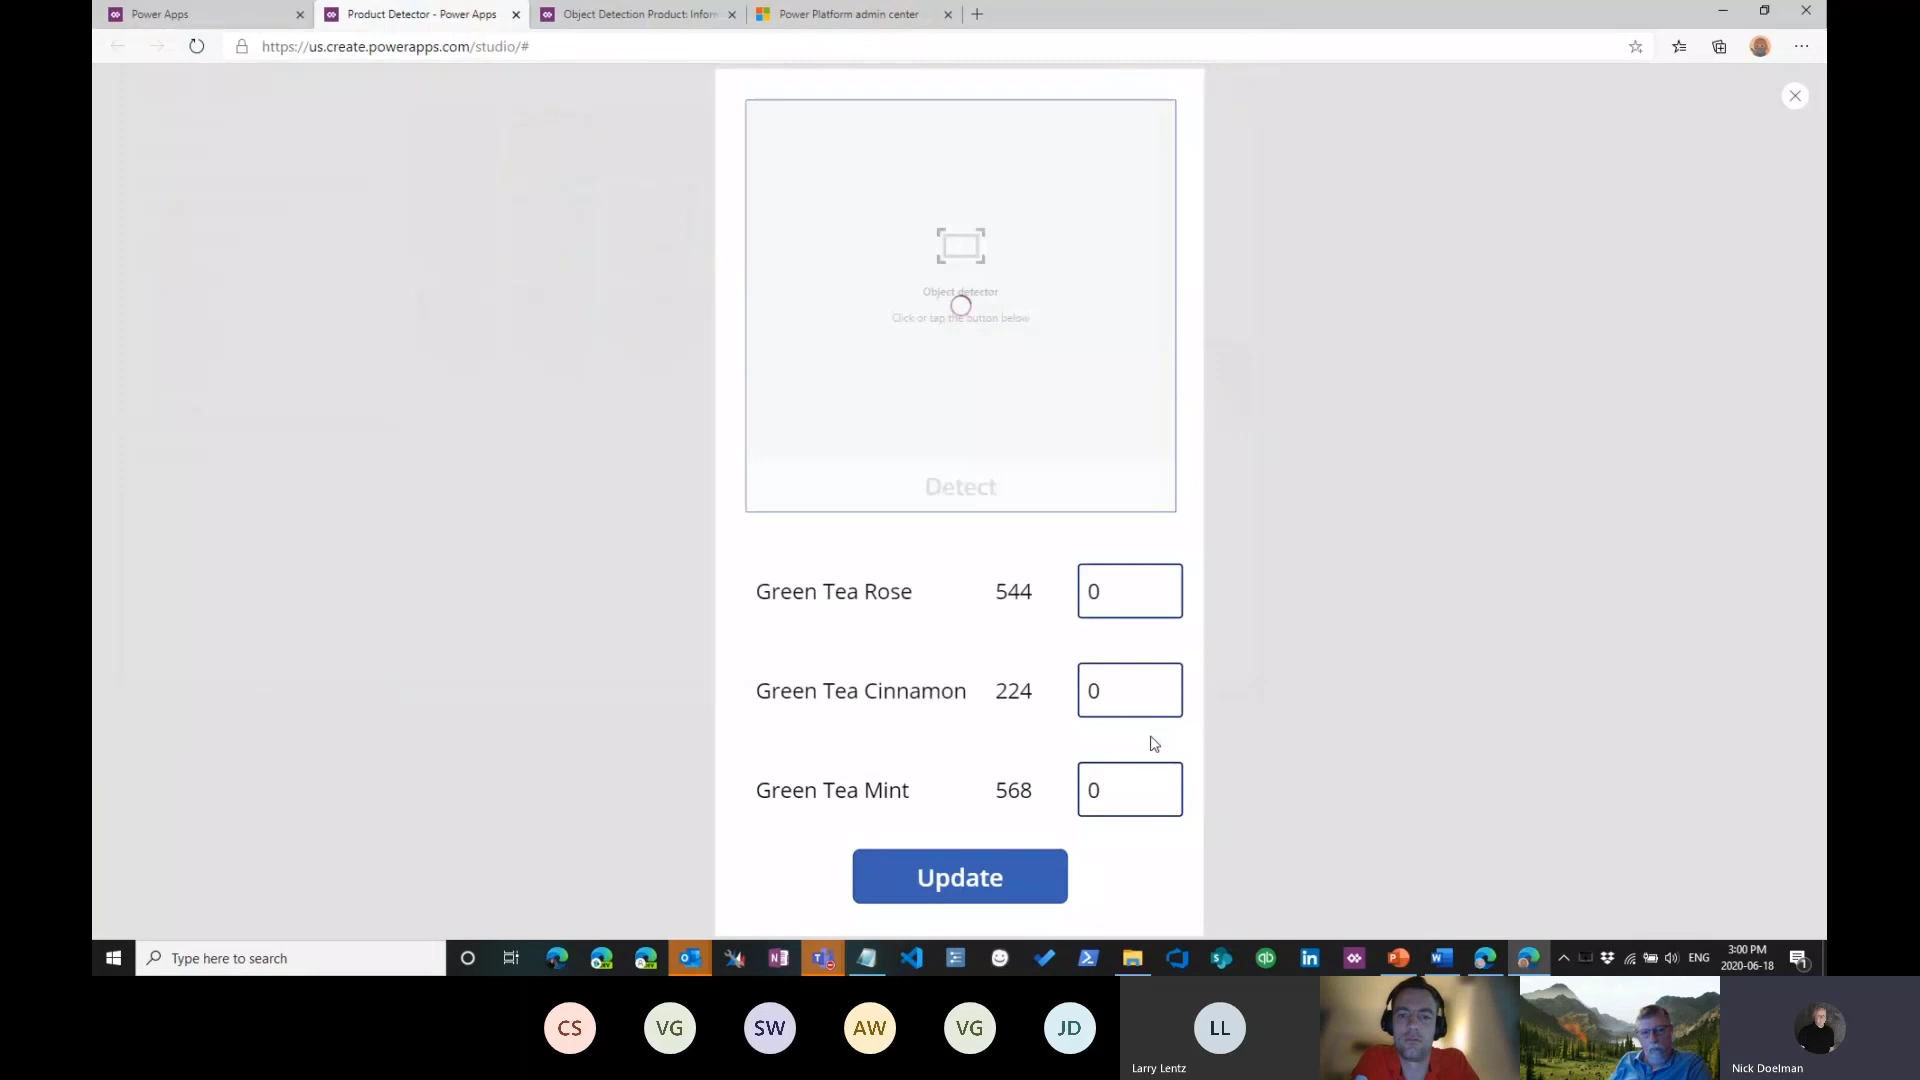 Power Apps
Product Detector - Power Apps
Object Detection Product: Inform
Power Platform admin center
https://us.create.powerapps.com/studio/#
Object detector
Click or tap the button below
Detect
Green Tea Rose 544 0
Green Tea Cinnamon 224 0
Green Tea Mint 568 0
Update
Type here to search
ENG
3:00 PM
2020-06-18
CS VG SW AW VG JD LL
Larry Lentz
Nick Doelman